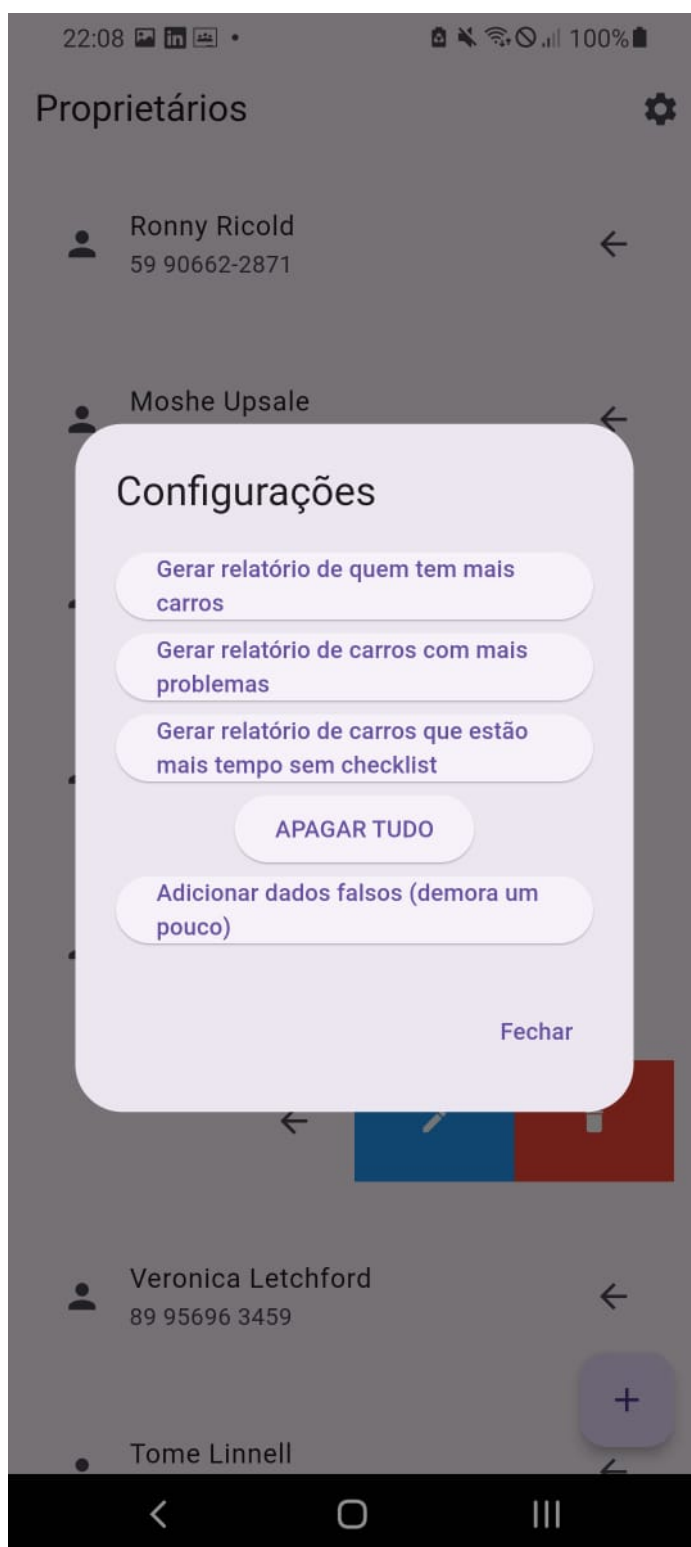 22:08
100%
Proprietários
Ronny Ricold
59 90662-2871
Moshe Upsale
Configurações
Gerar relatório de quem tem mais
carros
Gerar relatório de carros com mais
problemas
Gerar relatório de carros que estão
mais tempo sem checklist
APAGAR TUDO
Adicionar dados falsos (demora um
pouco)
Fechar
Veronica Letchford
89 95696 3459
Tome Linnell